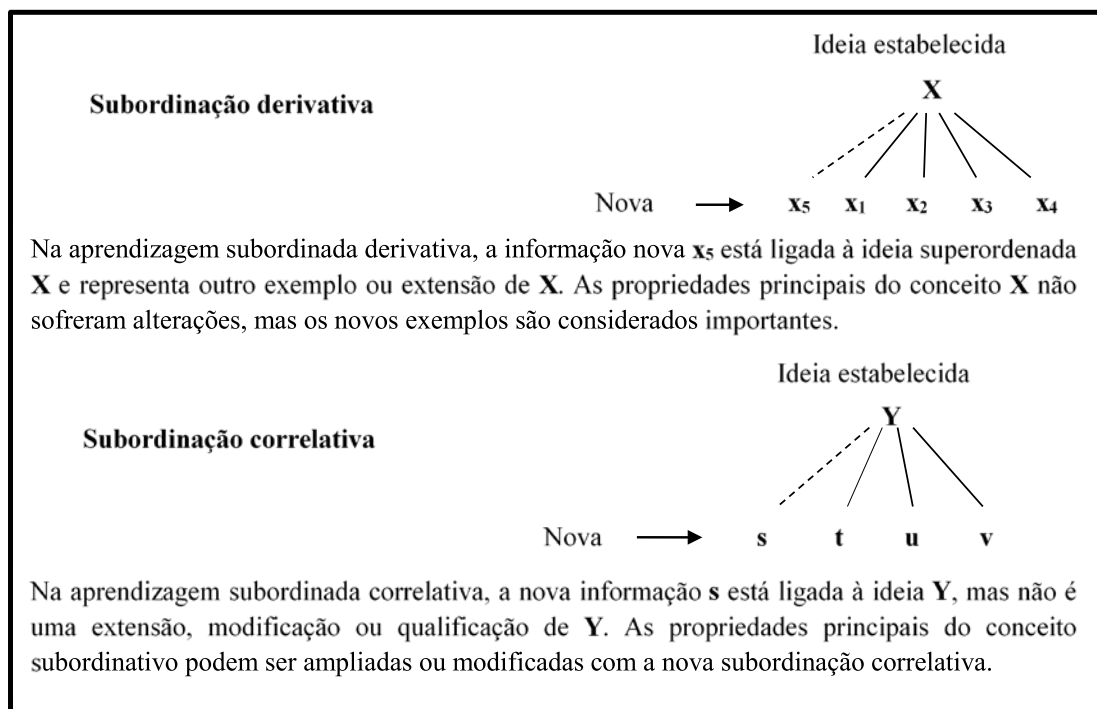 Ideia estabelecida
Subordinação derivativa
X
Nova
x₅ x₁ x₂ x₃ x₄
Na aprendizagem subordinada derivativa, a informação nova x₅ está ligada à ideia superordenada
X e representa outro exemplo ou extensão de X. As propriedades principais do conceito X não
sofreram alterações, mas os novos exemplos são considerados importantes.
Ideia estabelecida
Subordinação correlativa
Y
Nova
s t u v
Na aprendizagem subordinada correlativa, a nova informação s está ligada à ideia Y, mas não é
uma extensão, modificação ou qualificação de Y. As propriedades principais do conceito
subordinativo podem ser ampliadas ou modificadas com a nova subordinação correlativa.